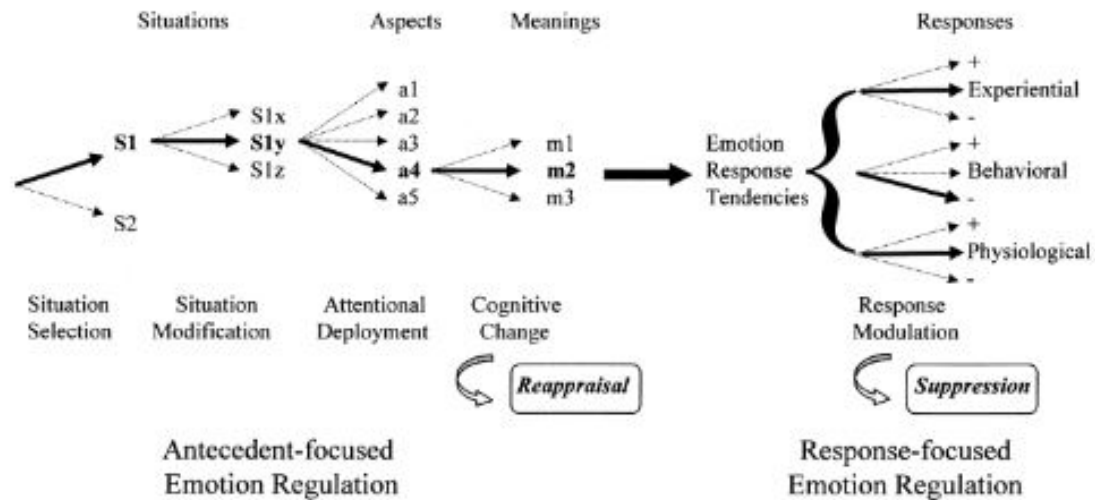 Situations Aspects Meanings Responses
+
a1
Experiential
a2
S1x
-
S1 S1y a3 m1 Emotion +
S1z a4 m2 Response Behavioral
a5 m3 Tendencies -
S2
+
Physiological
-
Situation Situation Attentional Cognitive Response
Selection Modification Deployment Change Modulation
Reappraisal Suppression
Antecedent-focused Response-focused
Emotion Regulation Emotion Regulation